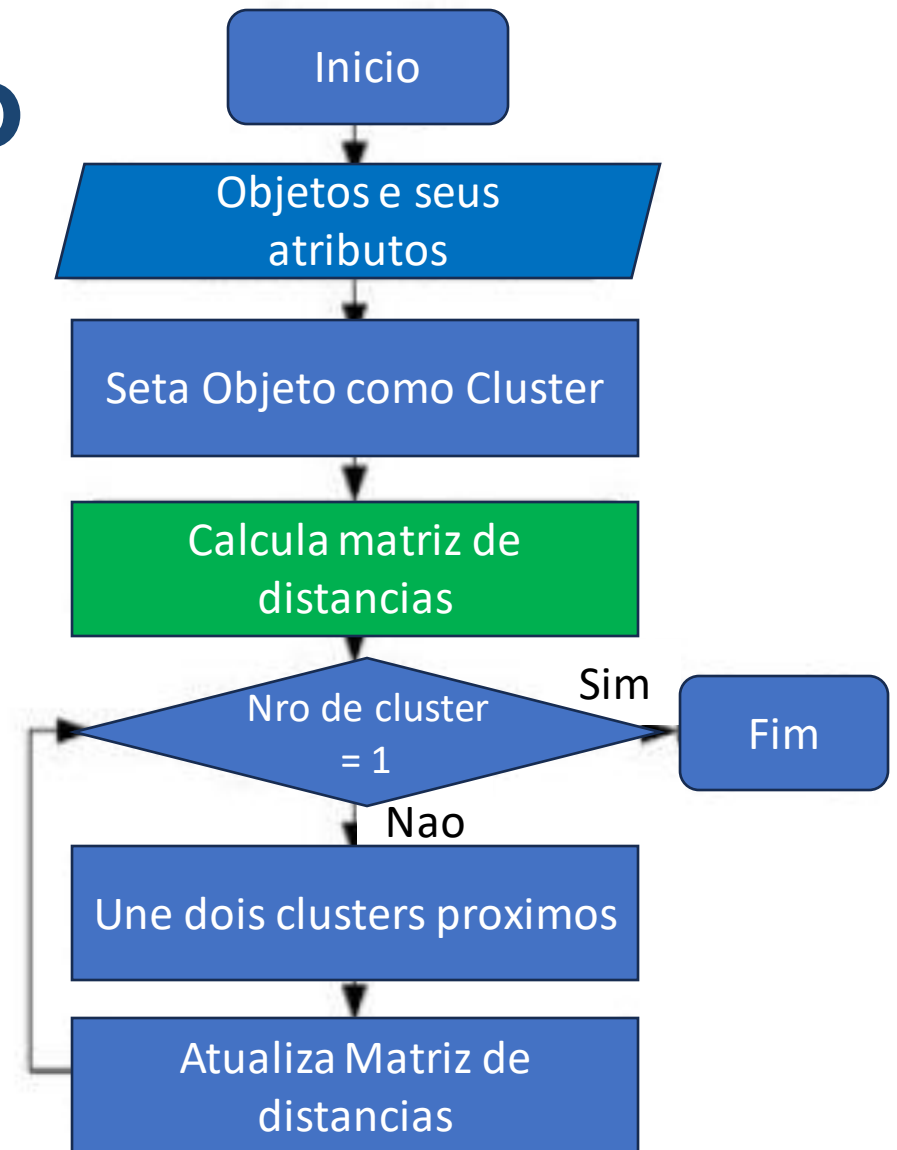 Inicio
Objetos e seus
atributos
Seta Objeto como Cluster
Calcula matriz de
distancias
Sim
Nro de cluster
= 1
Fim
Nao
Une dois clusters proximos
Atualiza Matriz de
distancias